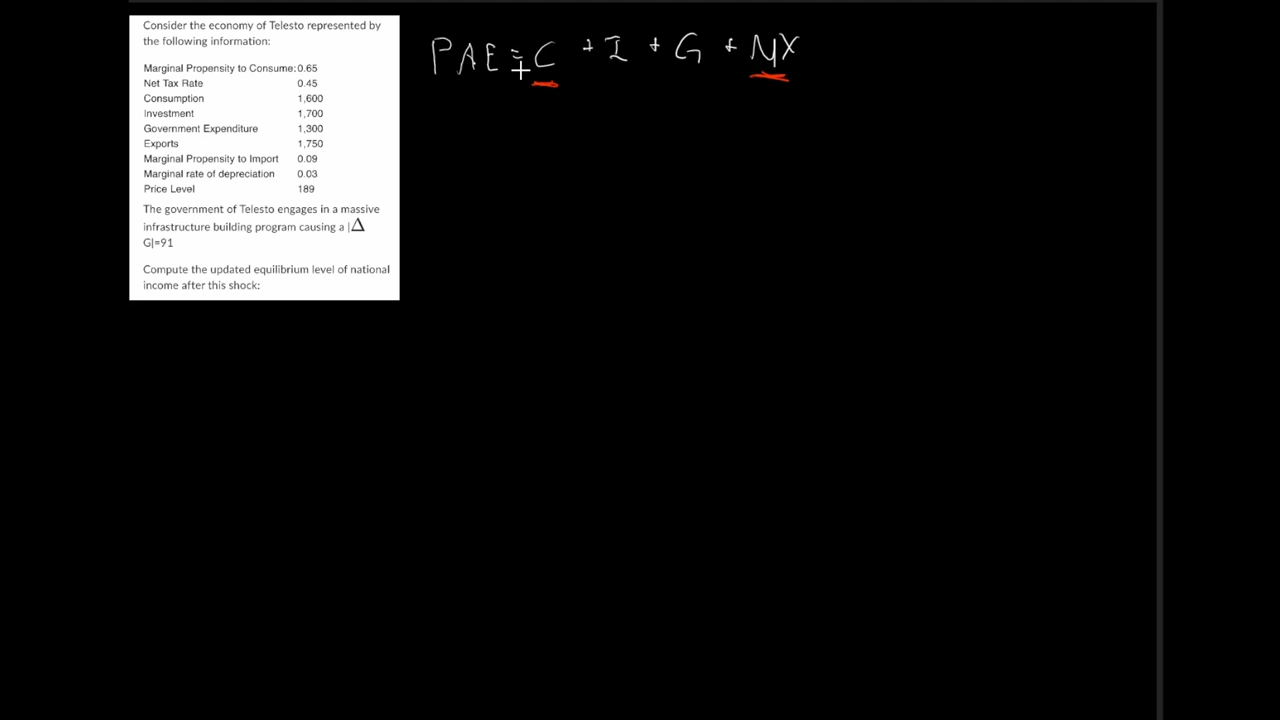 Consider the economy of Telesto represented by
the following information:
Marginal Propensity to Consume: 0.65
Net Tax Rate 0.45
Consumption 1,600
Investment 1,700
Government Expenditure 1,300
Exports 1,750
Marginal Propensity to Import 0.09
Marginal rate of depreciation 0.03
Price Level 189
The government of Telesto engages in a massive
infrastructure building program causing a |Δ
G|=91
Compute the updated equilibrium level of national
income after this shock:
PAE = C + I + G + NX